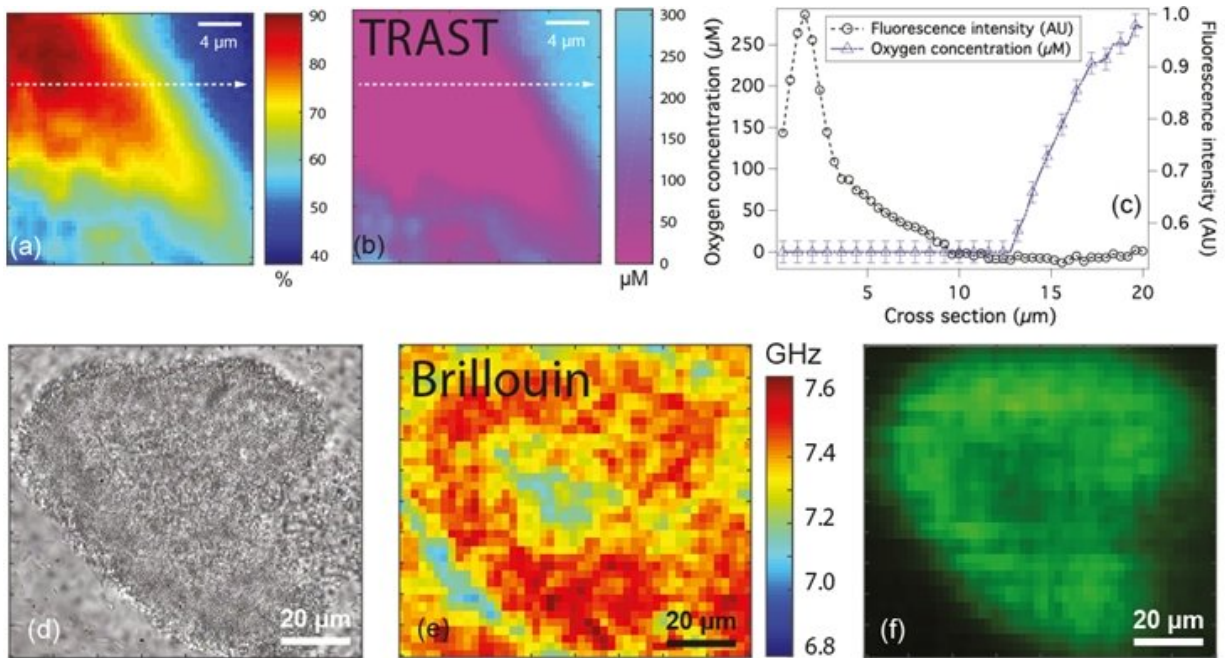 4 μm
(a)
90
80
70
60
50
40
%
TRAST
4 μm
(b)
300
250
200
150
100
50
0
μM
Oxygen concentration (μM)
250
200
150
100
50
0
Fluorescence intensity (AU)
Oxygen concentration (μM)
(c)
5
10
15
20
Cross section (μm)
1.0
0.9
0.8
0.7
0.6
Fluorescence intensity (AU)
20 μm
(d)
Brillouin
20 μm
(e)
GHz
7.6
7.4
7.2
7.0
6.8
20 μm
(f)